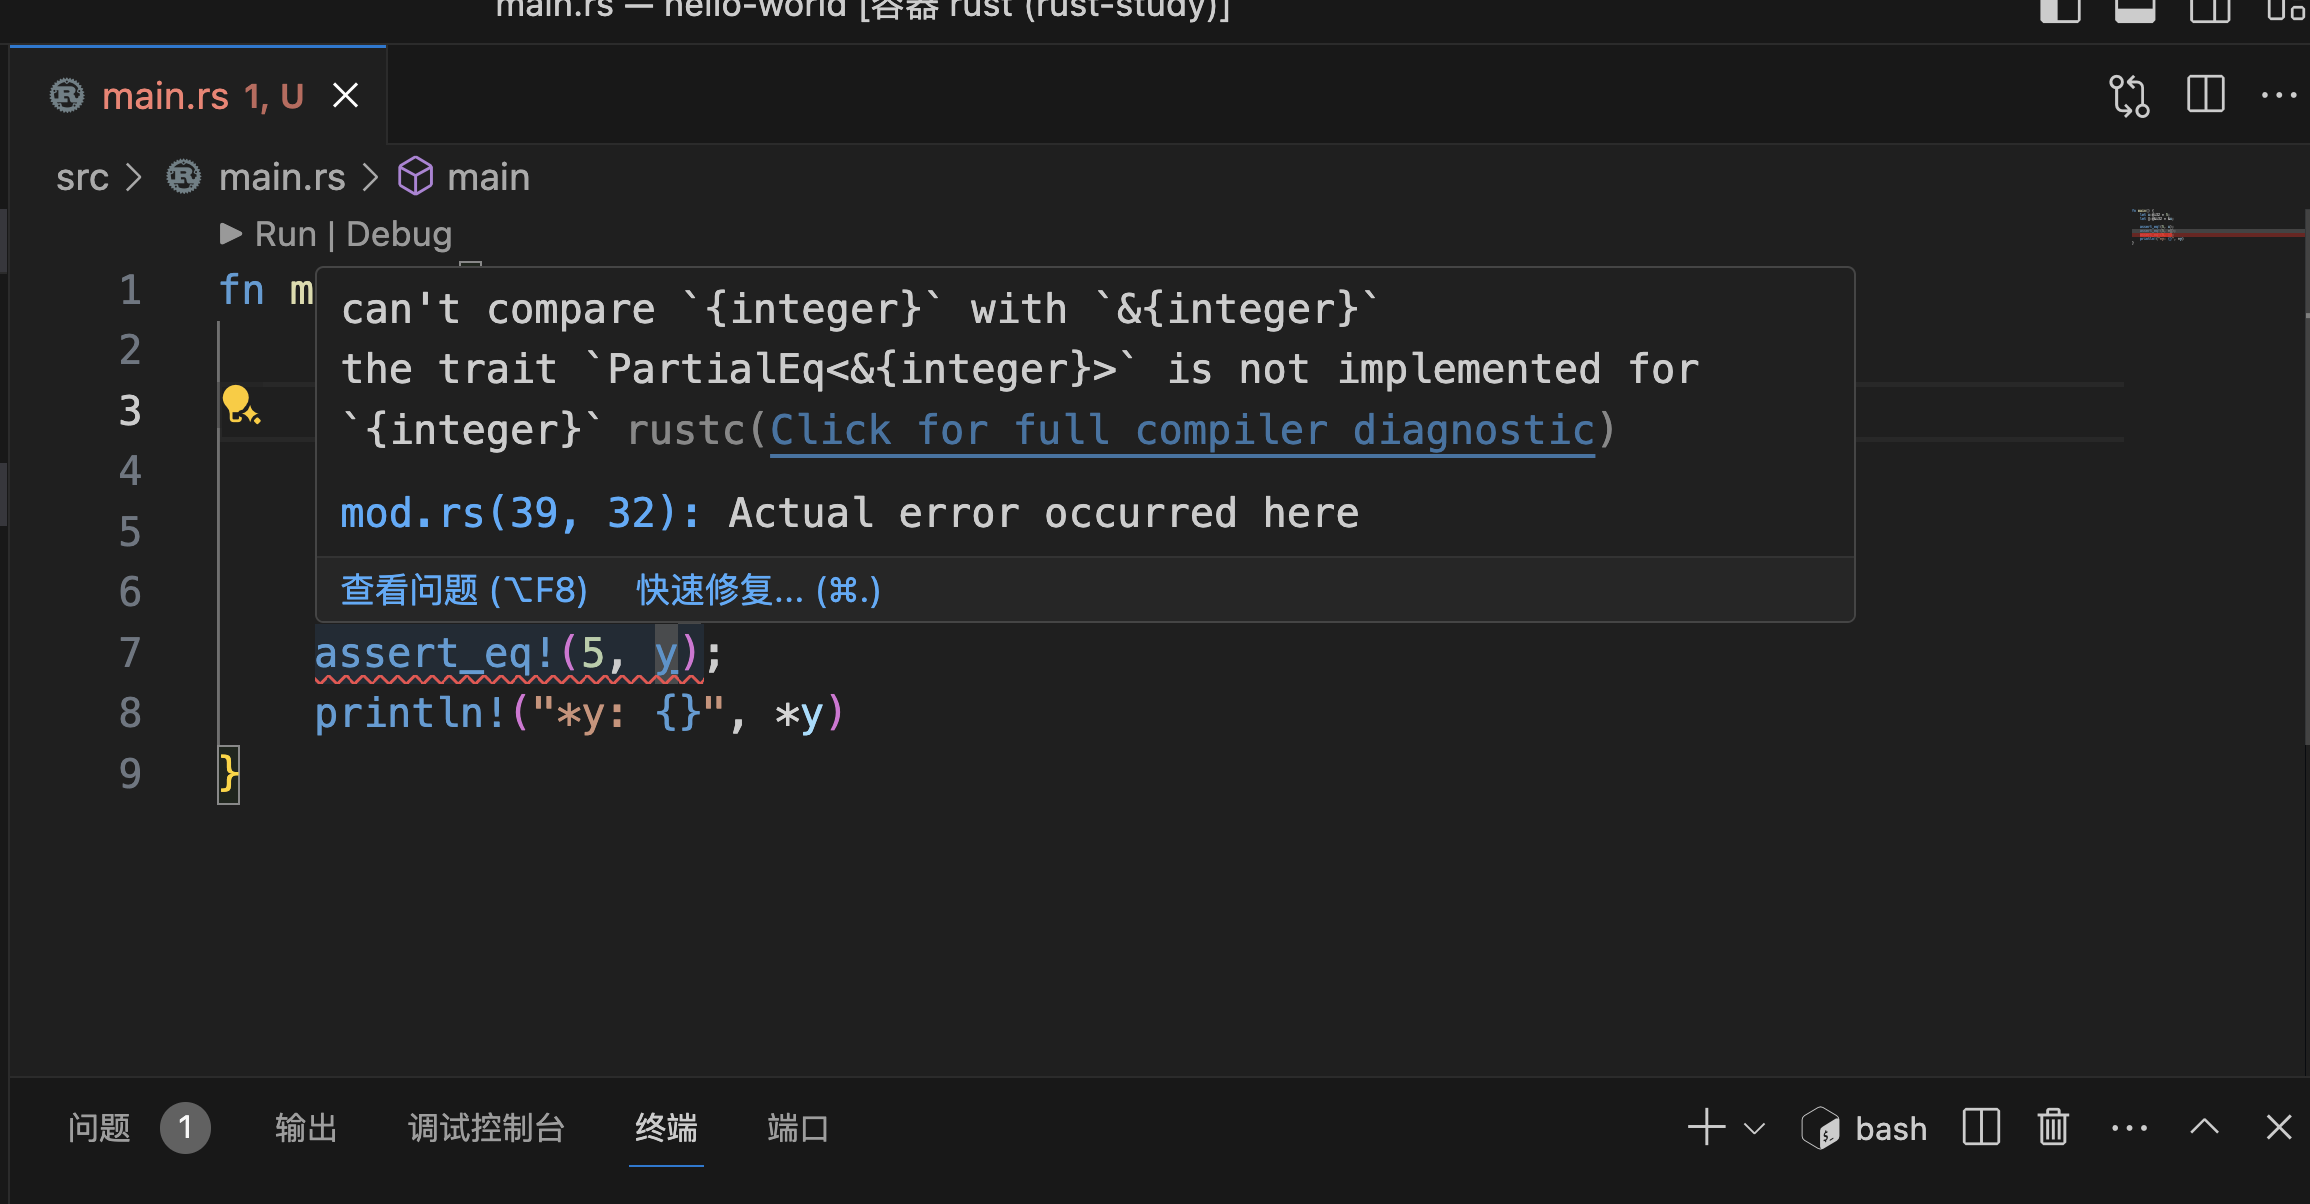 main.rs — hello-world [容器 rust (rust-study)]
main.rs 1, U
src > main.rs > main
Run | Debug
1 fn m
can't compare `{integer}` with `&{integer}`
the trait `PartialEq<&{integer}>` is not implemented for
`{integer}` rustc(Click for full compiler diagnostic)
mod.rs(39, 32): Actual error occurred here
查看问题 (⌥F8) 快速修复... (⌘.)
2
3
4
5
6
7 assert_eq!(5, y);
8 println!("*y: {}", *y)
9 }
问题 1 输出 调试控制台 终端 端口 bash